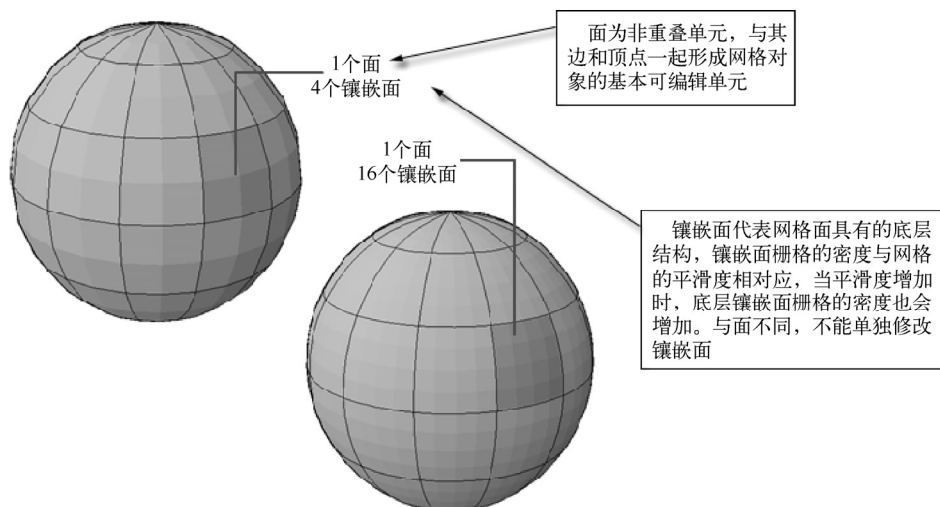 1个面
4个镶嵌面
面为非重叠单元，与其
边和顶点一起形成网格对
象的基本可编辑单元
1个面
16个镶嵌面
镶嵌面代表网格面具有的底层
结构，镶嵌面栅格的密度与网格
的平滑度相对应，当平滑度增加
时，底层镶嵌面栅格的密度也会
增加。与面不同，不能单独修改
镶嵌面